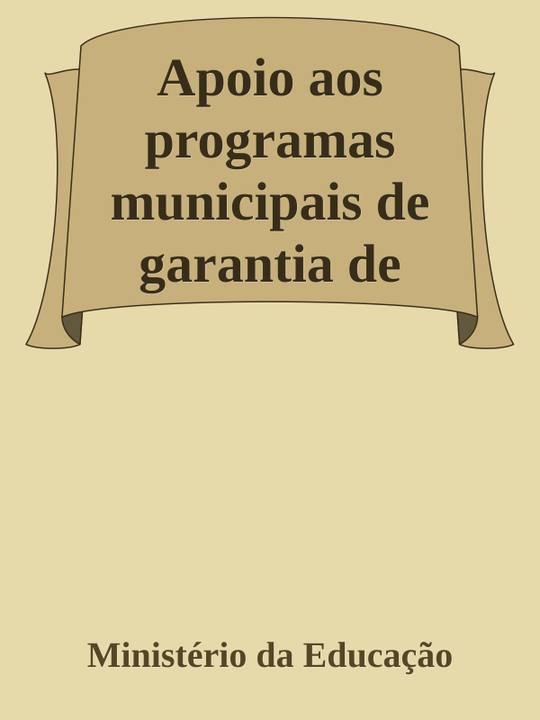 Apoio aos
programas
municipais de
garantia de
Ministério da Educação